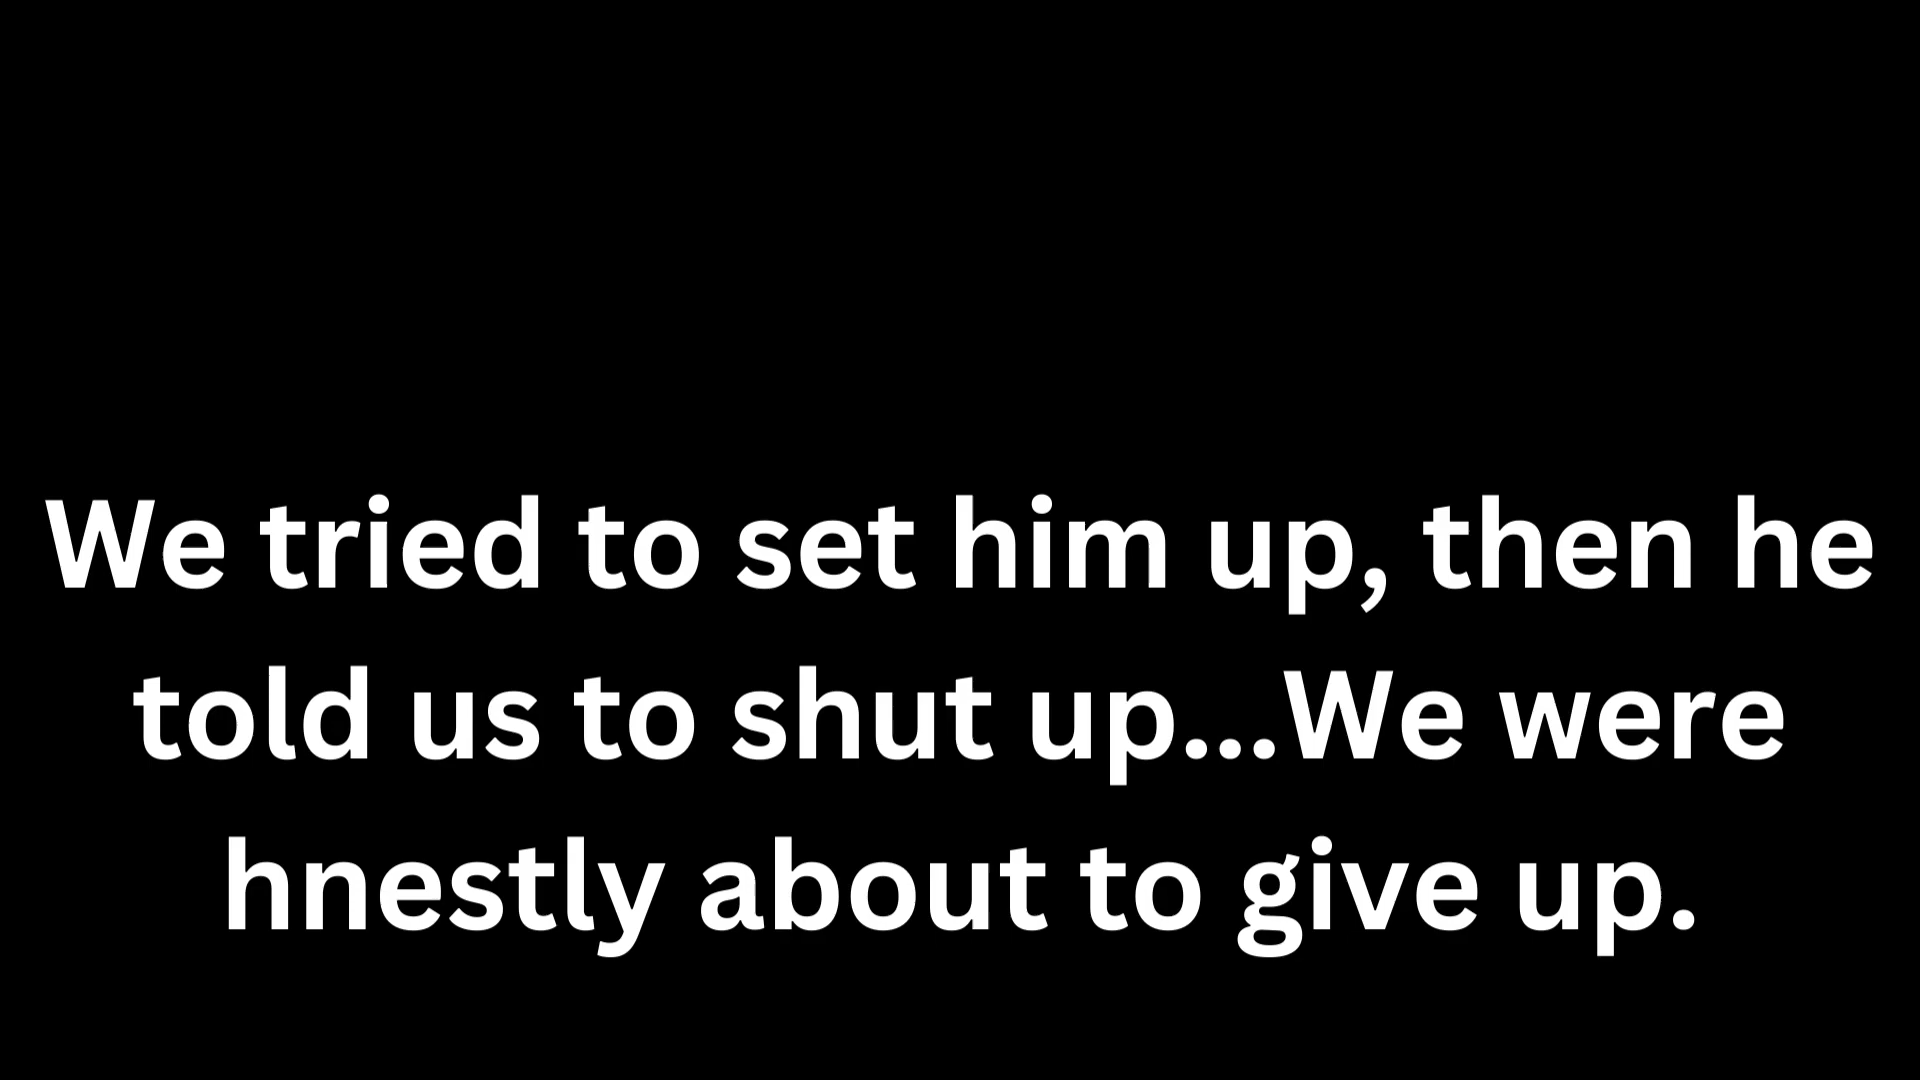 We tried to set him up, then he
told us to shut up...We were
hnestly about to give up.